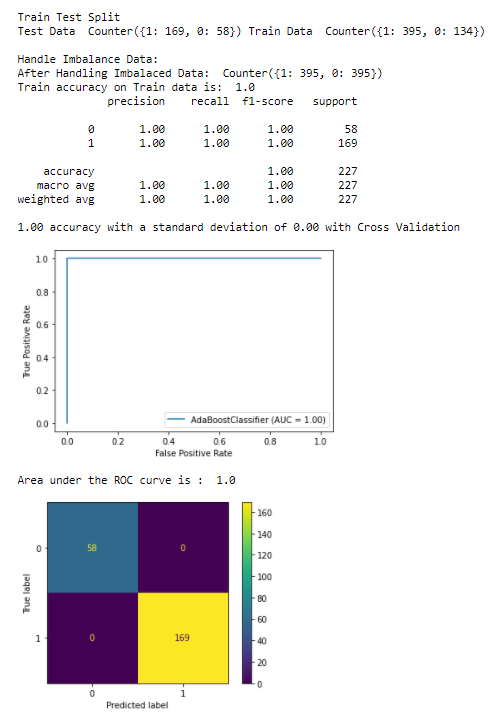 Train Test Split
Test Data  Counter({1: 169, 0: 58}) Train Data  Counter({1: 395, 0: 134})
Handle Imbalance Data:
After Handling Imbalaced Data:  Counter({1: 395, 0: 395})
Train accuracy on Train data is:  1.0
precision    recall  f1-score   support
0       1.00      1.00      1.00        58
1       1.00      1.00      1.00       169
accuracy                           1.00       227
macro avg       1.00      1.00      1.00       227
weighted avg       1.00      1.00      1.00       227
1.00 accuracy with a standard deviation of 0.00 with Cross Validation
1.0
0.8
0.6
0.4
0.2
0.0
True Positive Rate
AdaBoostClassifier (AUC = 1.00)
0.0 0.2 0.4 0.6 0.8 1.0
False Positive Rate
Area under the ROC curve is :  1.0
True label
0
58 0
1
0 169
0 1
Predicted label
160
140
120
100
80
60
40
20
0